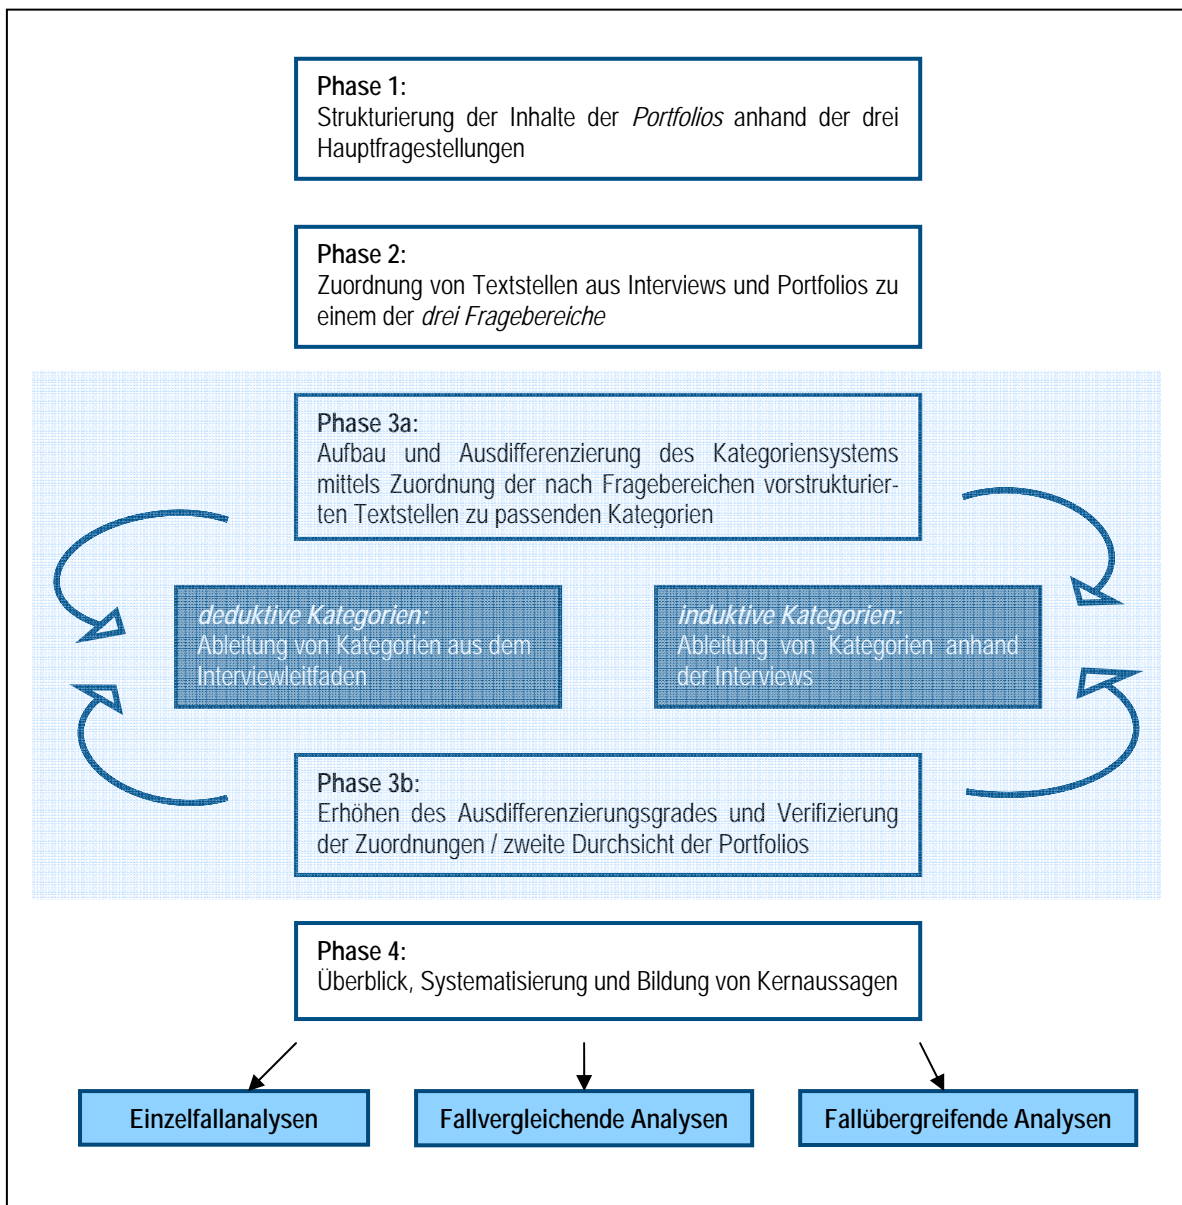 Phase 1:
Strukturierung der Inhalte der Portfolios anhand der drei
Hauptfragestellungen
Phase 2:
Zuordnung von Textstellen aus Interviews und Portfolios zu
einem der drei Fragebereiche
Phase 3a:
Aufbau und Ausdifferenzierung des Kategoriensystems
mittels Zuordnung der nach Fragebereichen vorstrukturier-
ten Textstellen zu passenden Kategorien
deduktive Kategorien:
Ableitung von Kategorien aus dem
Interviewleitfaden
induktive Kategorien:
Ableitung von Kategorien anhand
der Interviews
Phase 3b:
Erhöhen des Ausdifferenzierungsgrades und Verifizierung
der Zuordnungen / zweite Durchsicht der Portfolios
Phase 4:
Überblick, Systematisierung und Bildung von Kernaussagen
Einzelfallanalysen
Fallvergleichende Analysen
Fallübergreifende Analysen